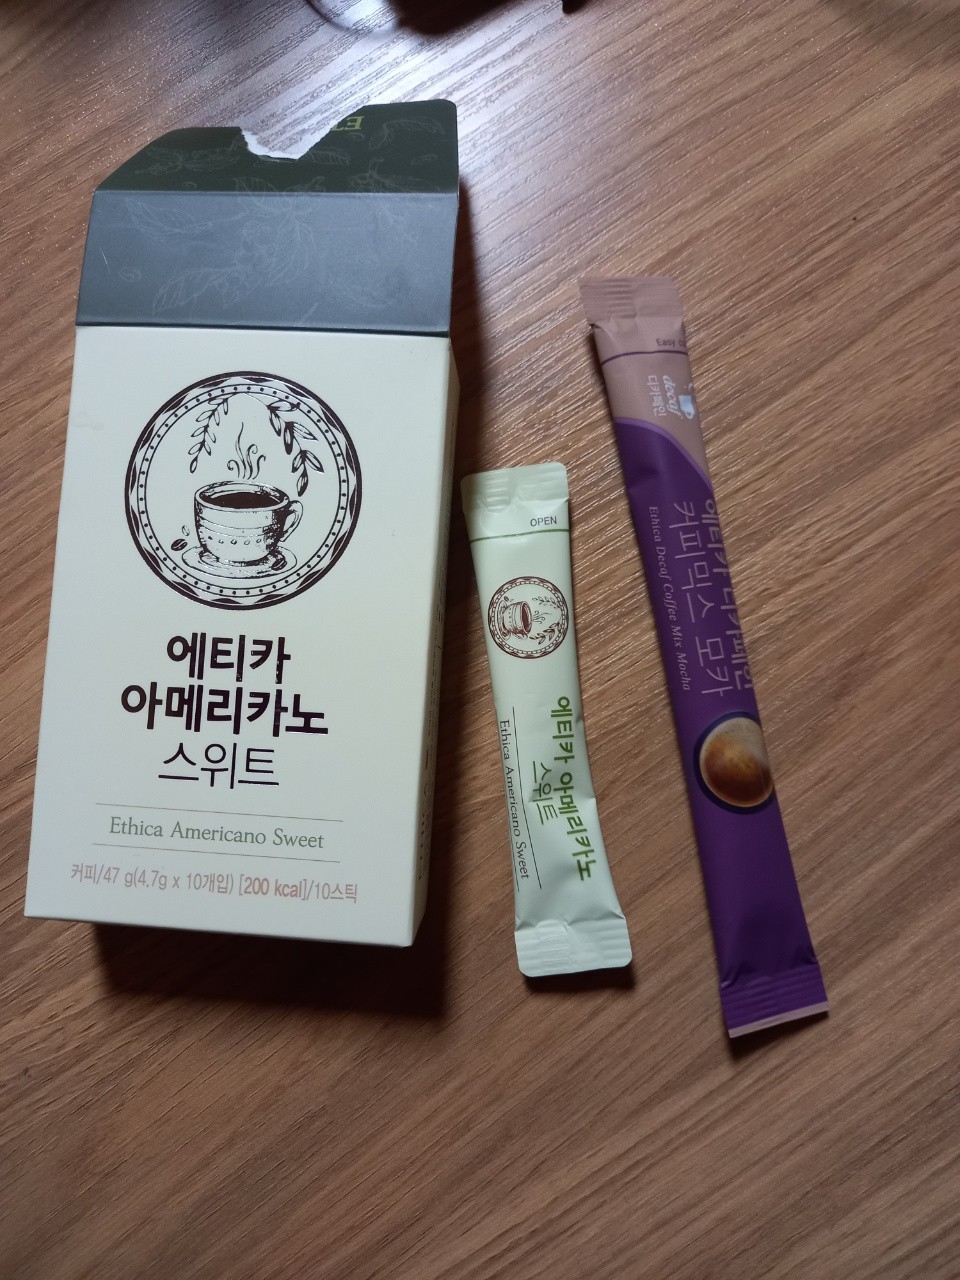 에티카
아메리카노
스위트
Ethica Americano Sweet
커피/47 g(4.7g x 10개입) [200 kcal]/10스틱
OPEN
에티카 아메리카노
스위트
Ethica Americano Sweet
Easy
decaf
디카페인
에티카 디카페인
커피믹스 모카
Ethica Decaf Coffee Mix Mocha